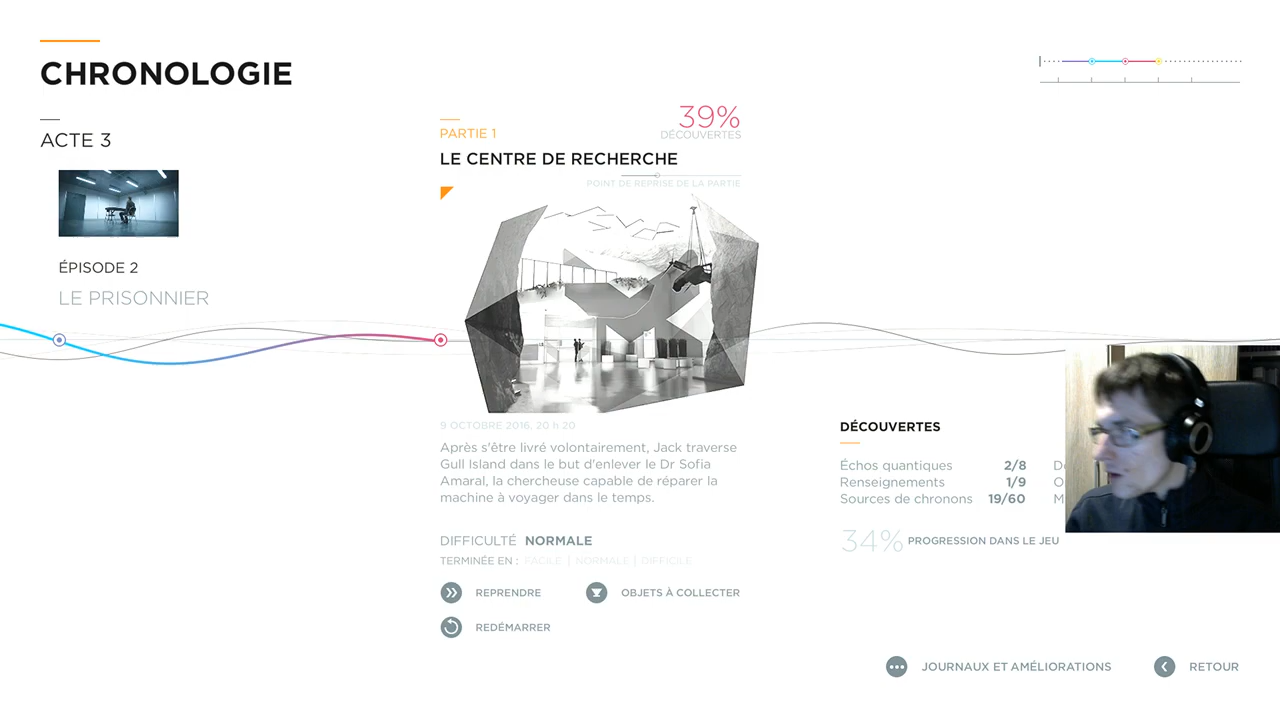 CHRONOLOGIE
ACTE 3
ÉPISODE 2
LE PRISONNIER
PARTIE 1
39%
DÉCOUVERTES
LE CENTRE DE RECHERCHE
POINT DE REPRISE DE LA PARTIE
9 OCTOBRE 2016, 20 h 20
Après s'être livré volontairement, Jack traverse
Gull Island dans le but d'enlever le Dr Sofia
Amaral, la chercheuse capable de réparer la
machine à voyager dans le temps.
DIFFICULTÉ NORMALE
TERMINÉE EN : FACILE | NORMALE | DIFFICILE
REPRENDRE
OBJETS À COLLECTER
REDÉMARRER
DÉCOUVERTES
Échos quantiques 2/8
Renseignements 1/9
Sources de chronons 19/60
34% PROGRESSION DANS LE JEU
JOURNAUX ET AMÉLIORATIONS
RETOUR